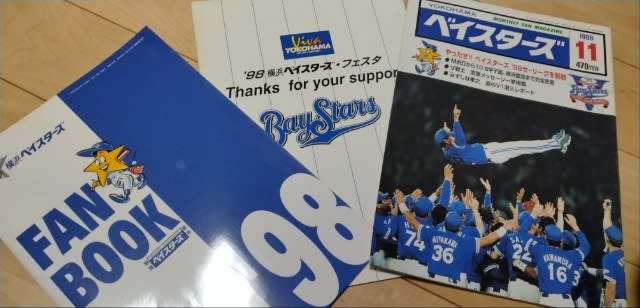 横浜ベイスターズ
FAN
BOOK
ベイスターズ
'98
Viva
YOKOHAMA
'98 横浜ベイスターズ・フェスタ
Thanks for your support
BayStars
YOKOHAMA
MONTHLY FAN MAGAZINE
ベイスターズ
1998
11
470YEN
やったぜ!! ベイスターズ '98セ・リーグを制覇
BayStars
74
36
16